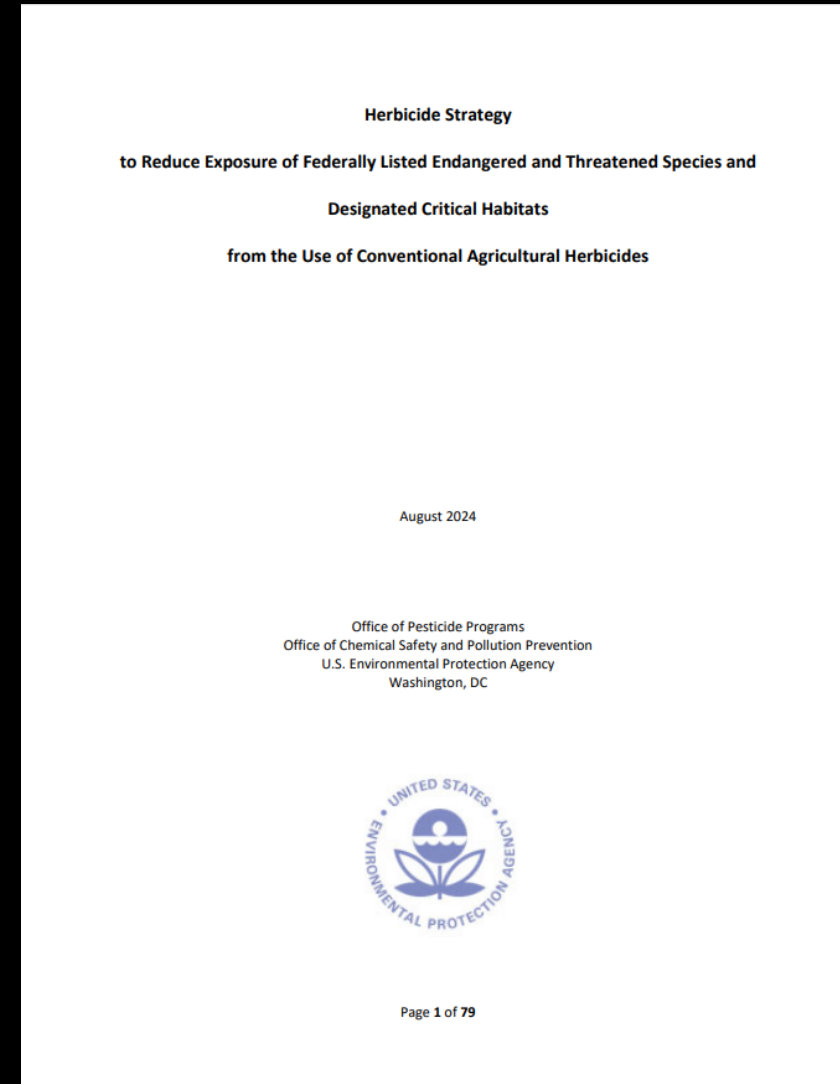 Herbicide Strategy
to Reduce Exposure of Federally Listed Endangered and Threatened Species and
Designated Critical Habitats
from the Use of Conventional Agricultural Herbicides
August 2024
Office of Pesticide Programs
Office of Chemical Safety and Pollution Prevention
U.S. Environmental Protection Agency
Washington, DC
UNITED STATES • ENVIRONMENTAL PROTECTION AGENCY •
Page 1 of 79